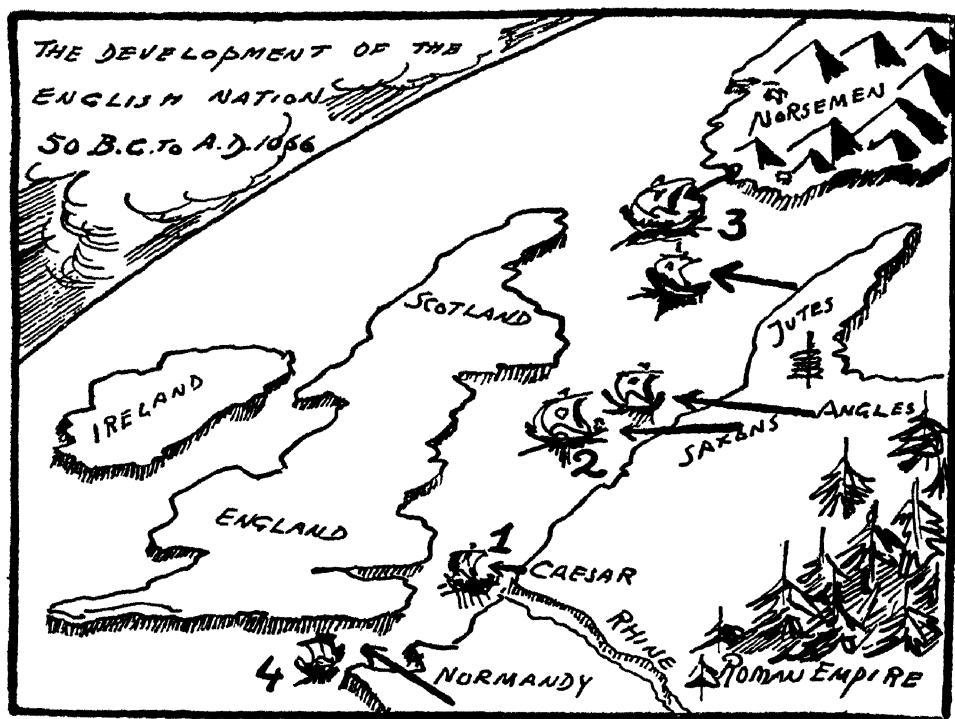 THE DEVELOPMENT OF THE
ENGLISH NATION
50 B.C. TO A.D. 1066
NORSEMEN
3
SCOTLAND
JUTES
IRELAND
ANGLES
SAXONS
2
ENGLAND
1
CAESAR
RHINE
4
NORMANDY
ROMAN EMPIRE